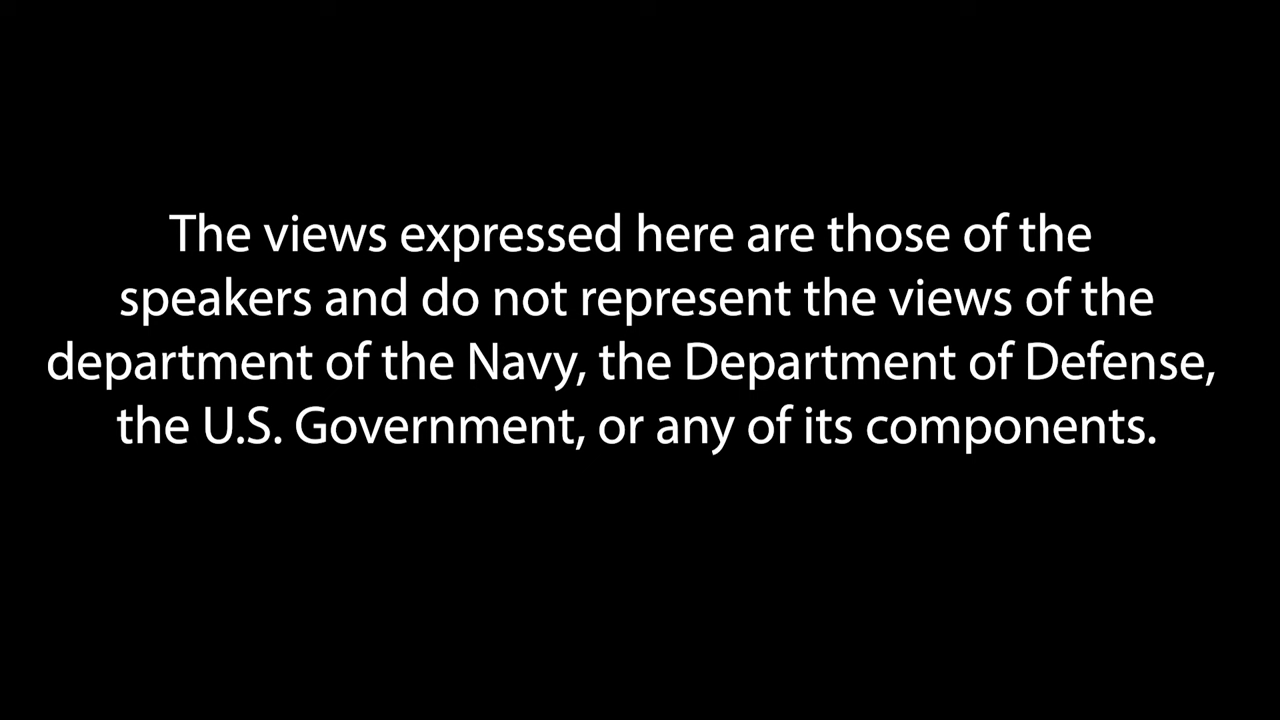 The views expressed here are those of the
speakers and do not represent the views of the
department of the Navy, the Department of Defense,
the U.S. Government, or any of its components.